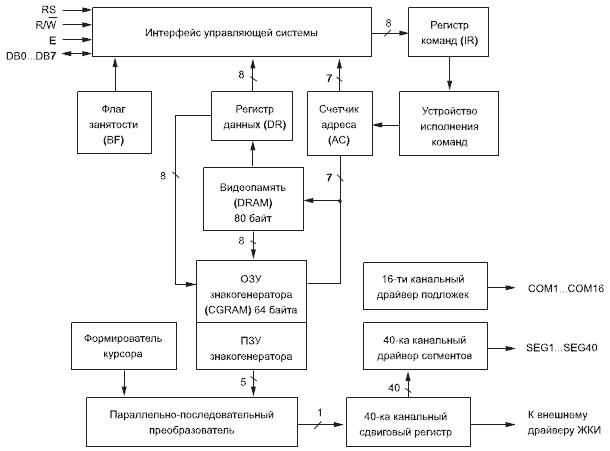 RS
R/W
E
DB0...DB7
Интерфейс управляющей системы
8
Регистр
команд (IR)
8
7
Флаг
занятости
(BF)
Регистр
данных (DR)
Счетчик
адреса
(AC)
Устройство
исполнения
команд
8
7
Видеопамять
(DRAM)
80 байт
8
ОЗУ
знакогенератора
(CGRAM) 64 байта
16-ти канальный
драйвер подложек
COM1...COM16
Формирователь
курсора
ПЗУ
знакогенератора
40-ка канальный
драйвер сегментов
SEG1...SEG40
5
40
Параллельно-последовательный
преобразователь
1
40-ка канальный
сдвиговый регистр
К внешнему
драйверу ЖКИ